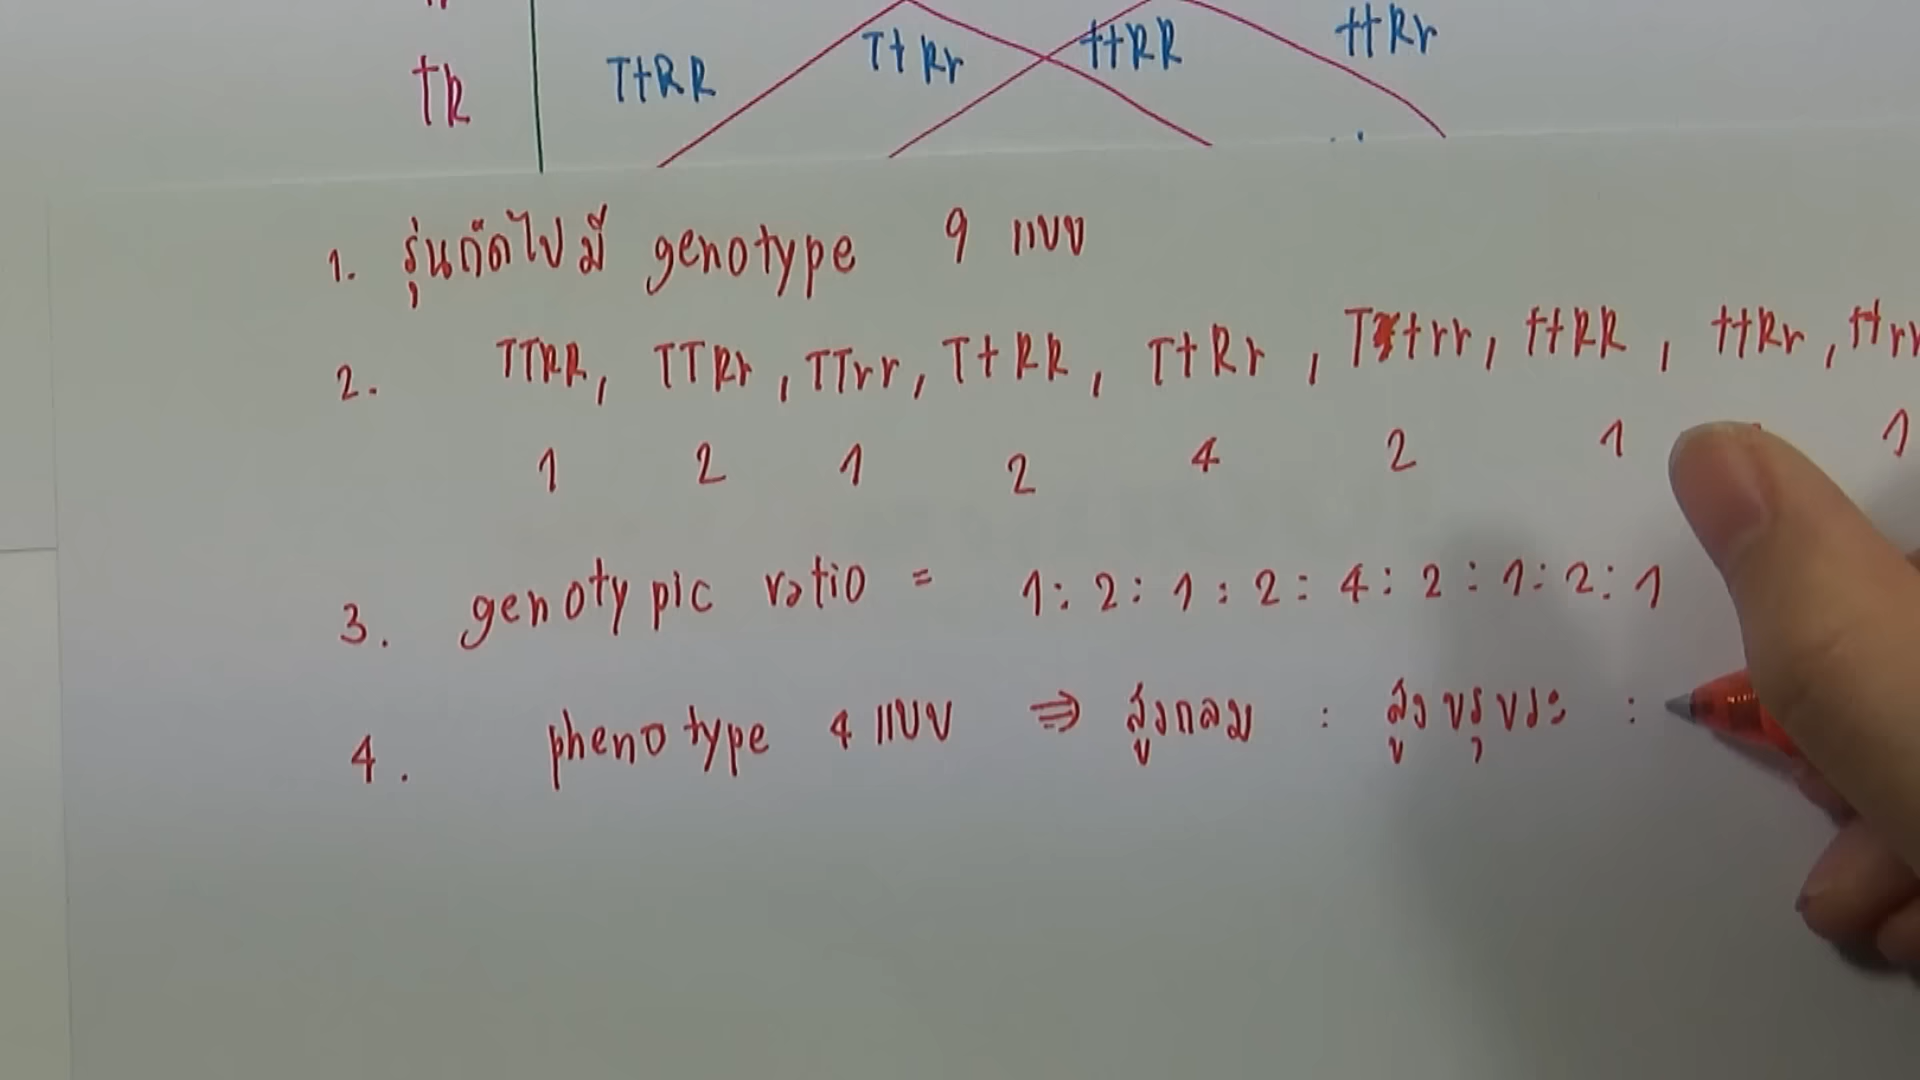 tR TtRR TtRr ttRR ttRr
1. รุ่นถัดไปมี genotype 9 แบบ
2. TTRR, TTRr, TTrr, TtRR, TtRr, Ttrr, ttRR, ttRr, ttrr
1 2 1 2 4 2 1 1
3. genotypic ratio = 1:2:1:2:4:2:1:2:1
4. phenotype 4 แบบ ⇒ สูงกลม : สูงขรุขระ :